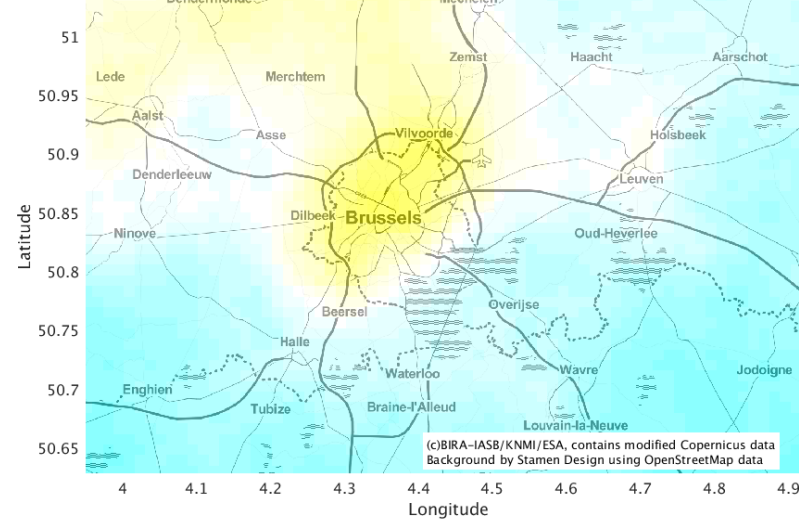 Dendermonde
Mechelen
51
Zemst
Haacht
Aarschot
Lede
Merchtem
50.95
Aalst
Asse
Vilvoorde
Holsbeek
50.9
Denderleeuw
Leuven
50.85
Dilbeek
Brussels
Ninove
Oud-Heverlee
Latitude
50.8
Overijse
Beersel
50.75
Halle
Waterloo
Wavre
Jodoigne
50.7
Enghien
Tubize
Braine-l'Alleud
Louvain-la-Neuve
50.65
(c)BIRA-IASB/KNMI/ESA, contains modified Copernicus data
Background by Stamen Design using OpenStreetMap data
4 4.1 4.2 4.3 4.4 4.5 4.6 4.7 4.8 4.9
Longitude